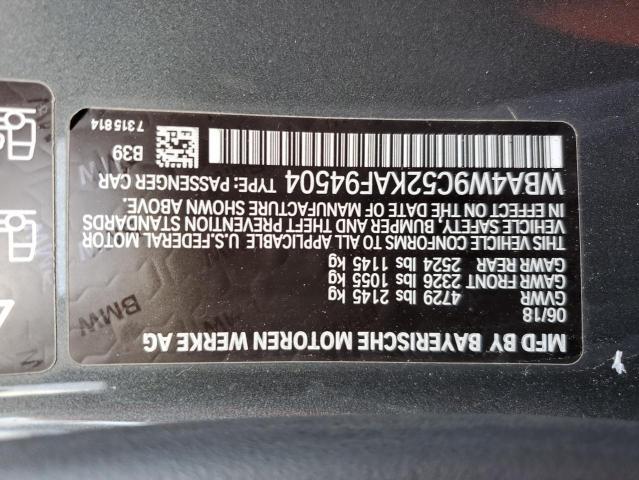 MFD BY BAYERISCHE MOTOREN WERKE AG
06/18
GVWR
4729 lbs 2145 kg
GAWR FRONT 2326 lbs 1055 kg
GAWR REAR 2524 lbs 1145 kg
THIS VEHICLE CONFORMS TO ALL APPLICABLE U.S.FEDERAL MOTOR
VEHICLE SAFETY, BUMPER AND THEFT PREVENTION STANDARDS
IN EFFECT ON THE DATE OF MANUFACTURE SHOWN ABOVE.
WBA4W9C52KAF94504 TYPE: PASSENGER CAR
B39
7315814
BMW
BMW